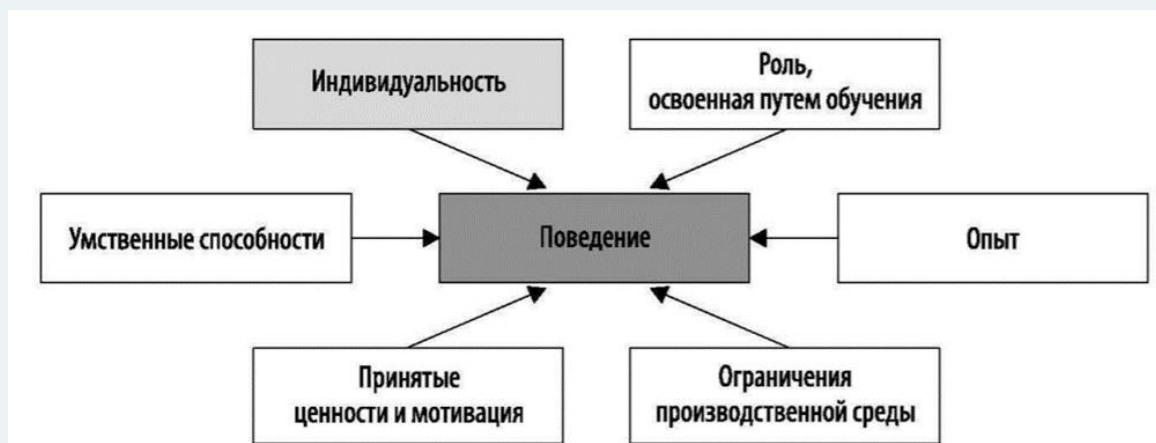 Индивидуальность
Роль,
освоенная путем обучения
Умственные способности
Поведение
Опыт
Принятые
ценности и мотивация
Ограничения
производственной среды